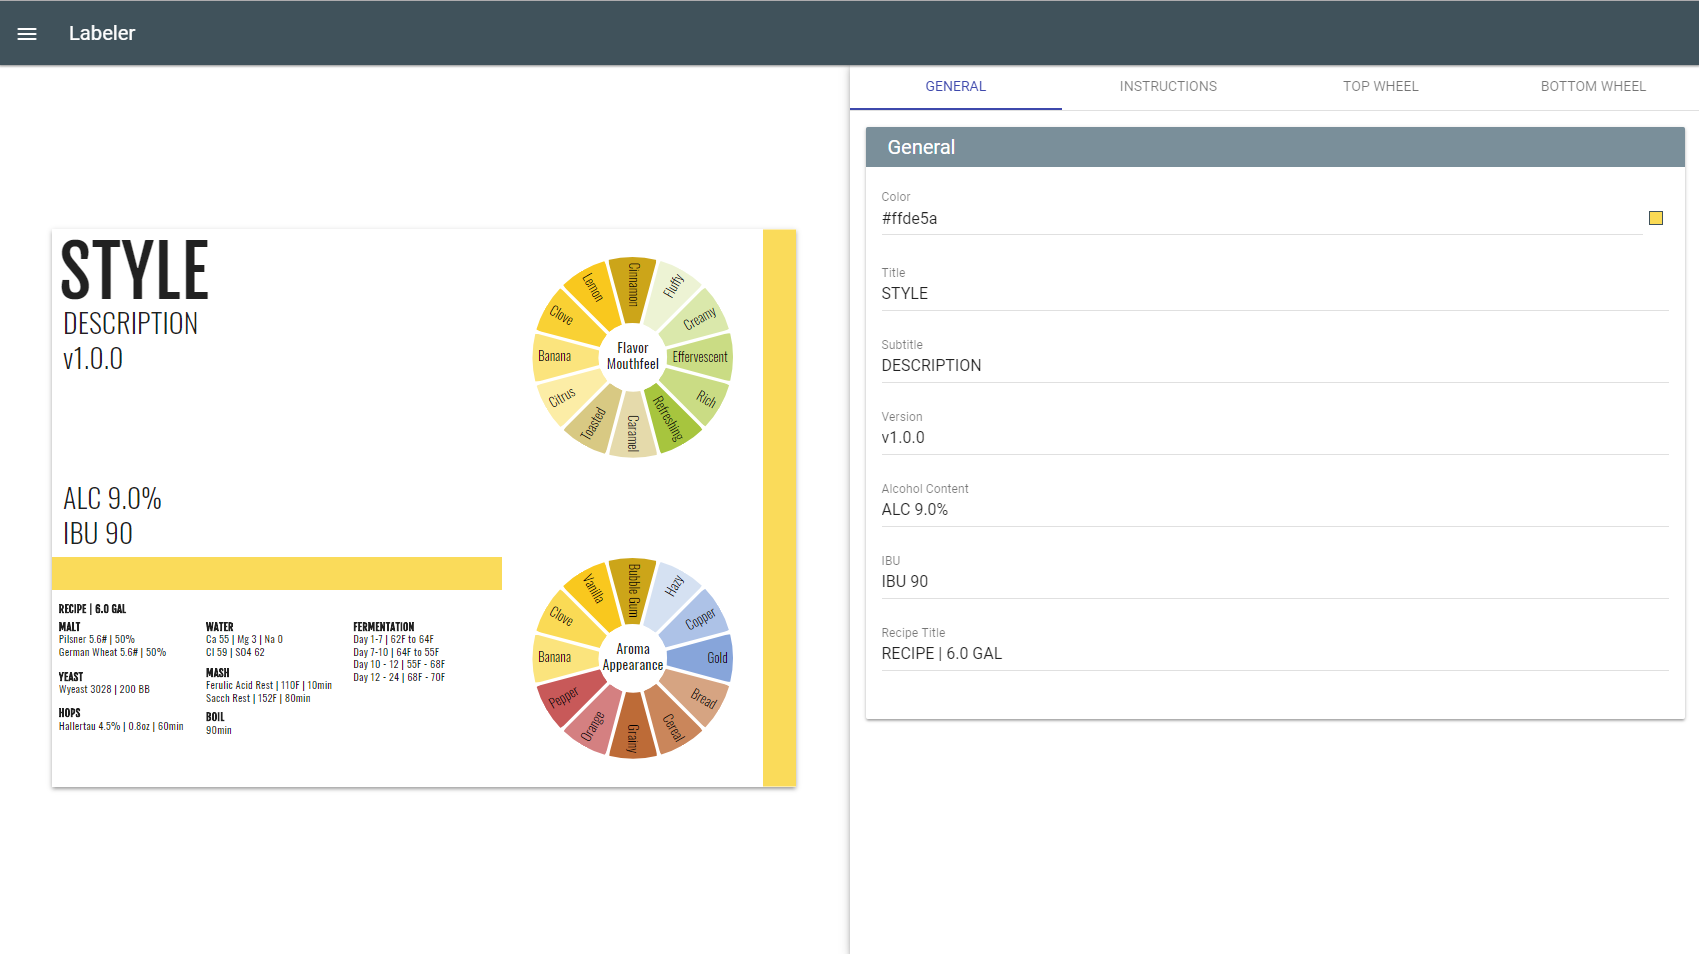 Labeler
STYLE
DESCRIPTION
v1.0.0
ALC 9.0%
IBU 90
RECIPE | 6.0 GAL
MALT
Pilsner 5.6# | 50%
German Wheat 5.6# | 50%
YEAST
Wyeast 3028 | 200 BB
HOPS
Hallertau 4.5% | 0.8oz | 60min
WATER
Ca 55 | Mg 3 | Na 0
Cl 59 | SO4 62
MASH
Ferulic Acid Rest | 110F | 10min
Sacch Rest | 152F | 80min
BOIL
90min
FERMENTATION
Day 1-7 | 62F to 64F
Day 7-10 | 64F to 55F
Day 10 - 12 | 55F - 68F
Day 12 - 24 | 68F - 70F
Flavor
Mouthfeel
Cinnamon
Fluffy
Creamy
Effervescent
Rich
Refreshing
Caramel
Toasted
Citrus
Banana
Clove
Lemon
Aroma
Appearance
Bubble Gum
Hazy
Copper
Gold
Bread
Cereal
Grainy
Orange
Pepper
Banana
Clove
Vanilla
GENERAL
INSTRUCTIONS
TOP WHEEL
BOTTOM WHEEL
General
Color
#ffde5a
Title
STYLE
Subtitle
DESCRIPTION
Version
v1.0.0
Alcohol Content
ALC 9.0%
IBU
IBU 90
Recipe Title
RECIPE | 6.0 GAL